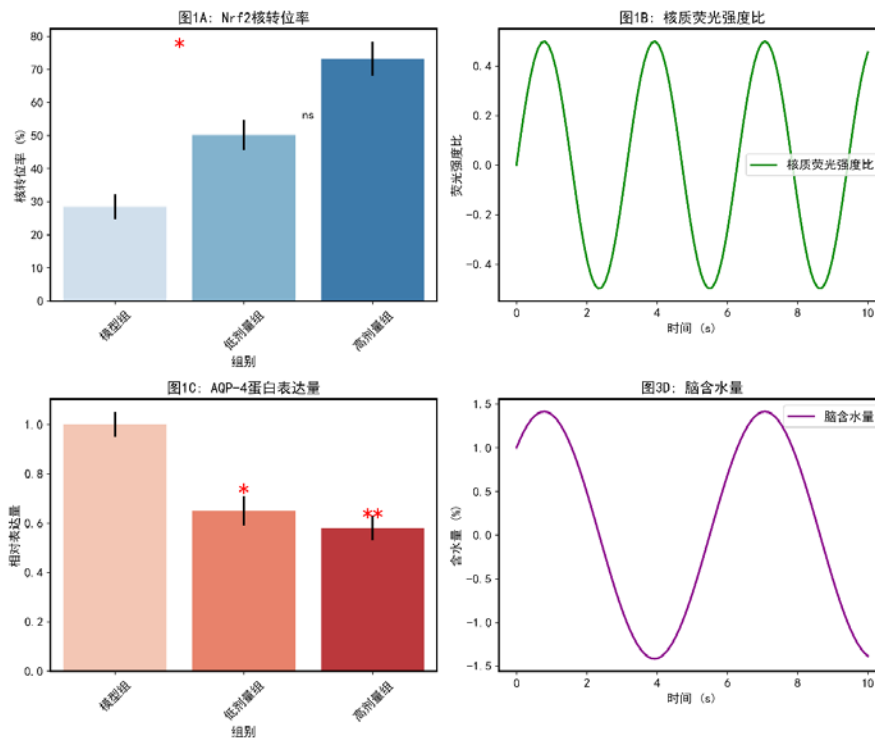 图1A: Nrf2核转位率
80
70
60
50
40
30
20
10
0
核转位率 (%)
*
ns
模型组
低剂量组
高剂量组
组别
图1B: 核质荧光强度比
0.4
0.2
0.0
-0.2
-0.4
荧光强度比
核质荧光强度比
0
2
4
6
8
10
时间 (s)
图1C: AQP-4蛋白表达量
1.0
0.8
0.6
0.4
0.2
0.0
相对表达量
*
**
模型组
低剂量组
高剂量组
组别
图3D: 脑含水量
1.5
1.0
0.5
0.0
-0.5
-1.0
-1.5
含水量 (%)
脑含水量
0
2
4
6
8
10
时间 (s)